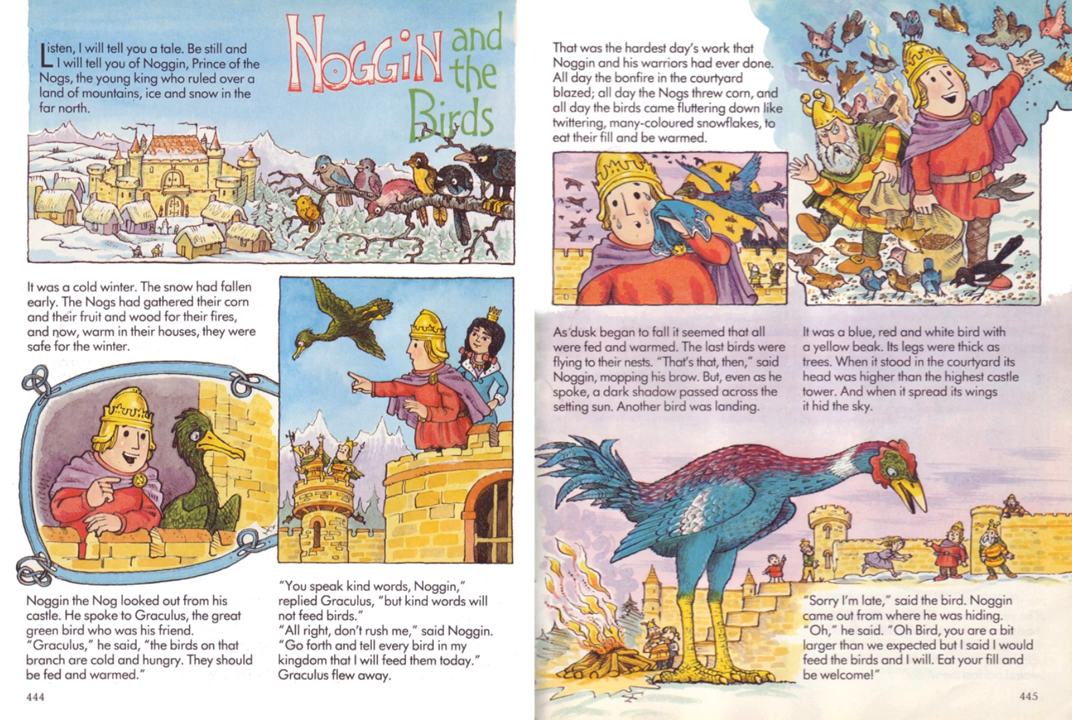 Noggin and
the
Birds
Listen, I will tell you a tale. Be still and
I will tell you of Noggin, Prince of the
Nogs, the young king who ruled over a
land of mountains, ice and snow in the
far north.
It was a cold winter. The snow had fallen
early. The Nogs had gathered their corn
and their fruit and wood for their fires,
and now, warm in their houses, they were
safe for the winter.
Noggin the Nog looked out from his
castle. He spoke to Graculus, the great
green bird who was his friend.
"Graculus," he said, "the birds on that
branch are cold and hungry. They should
be fed and warmed."
"You speak kind words, Noggin,"
replied Graculus, "but kind words will
not feed birds."
"All right, don't rush me," said Noggin.
"Go forth and tell every bird in my
kingdom that I will feed them today."
Graculus flew away.
444
That was the hardest day's work that
Noggin and his warriors had ever done.
All day the bonfire in the courtyard
blazed; all day the Nogs threw corn, and
all day the birds came fluttering down like
twittering, many-coloured snowflakes, to
eat their fill and be warmed.
As dusk began to fall it seemed that all
were fed and warmed. The last birds were
flying to their nests. "That's that, then," said
Noggin, mopping his brow. But, even as he
spoke, a dark shadow passed across the
setting sun. Another bird was landing.
It was a blue, red and white bird with
a yellow beak. Its legs were thick as
trees. When it stood in the courtyard its
head was higher than the highest castle
tower. And when it spread its wings
it hid the sky.
"Sorry I'm late," said the bird. Noggin
came out from where he was hiding.
"Oh," he said. "Oh Bird, you are a bit
larger than we expected but I said I would
feed the birds and I will. Eat your fill and
be welcome!"
445